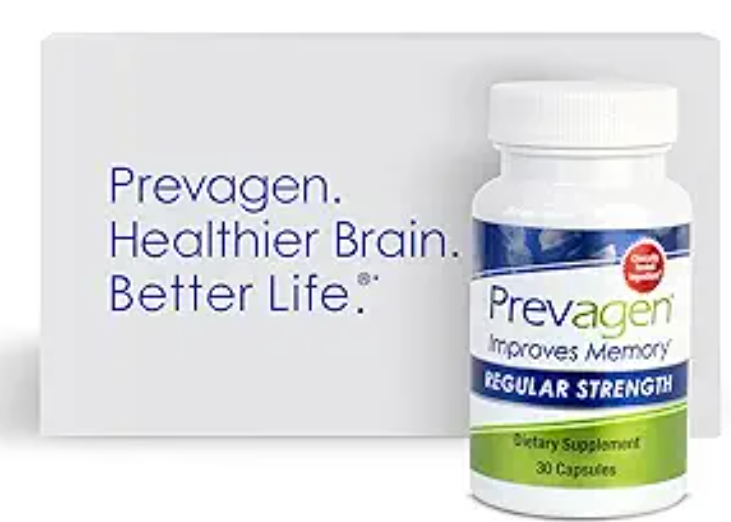 Prevagen.
Healthier Brain.
Better Life.®*
Prevagen®
Improves Memory
REGULAR STRENGTH
Dietary Supplement
30 Capsules